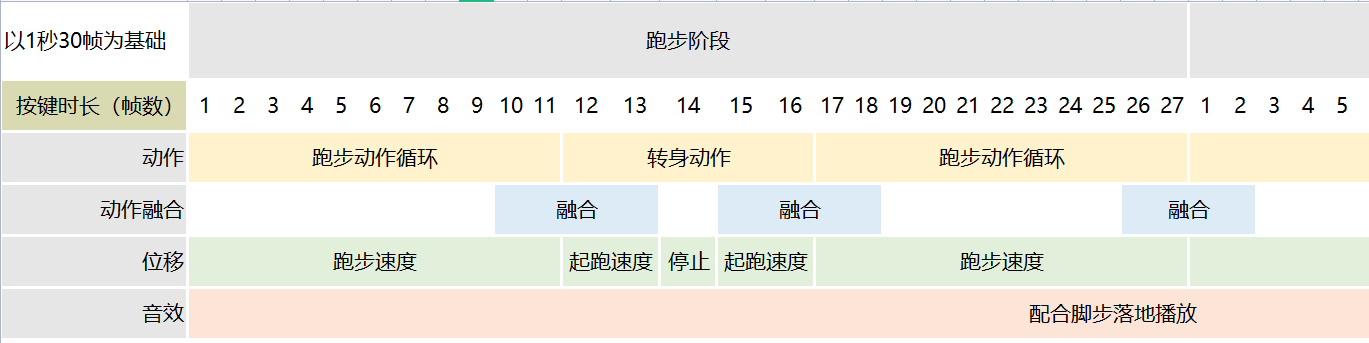 以1秒30帧为基础 跑步阶段
按键时长（帧数） 1 2 3 4 5 6 7 8 9 10 11 12 13 14 15 16 17 18 19 20 21 22 23 24 25 26 27 1 2 3 4 5
动作 跑步动作循环 转身动作 跑步动作循环
动作融合 融合 融合 融合
位移 跑步速度 起跑速度 停止 起跑速度 跑步速度
音效 配合脚步落地播放